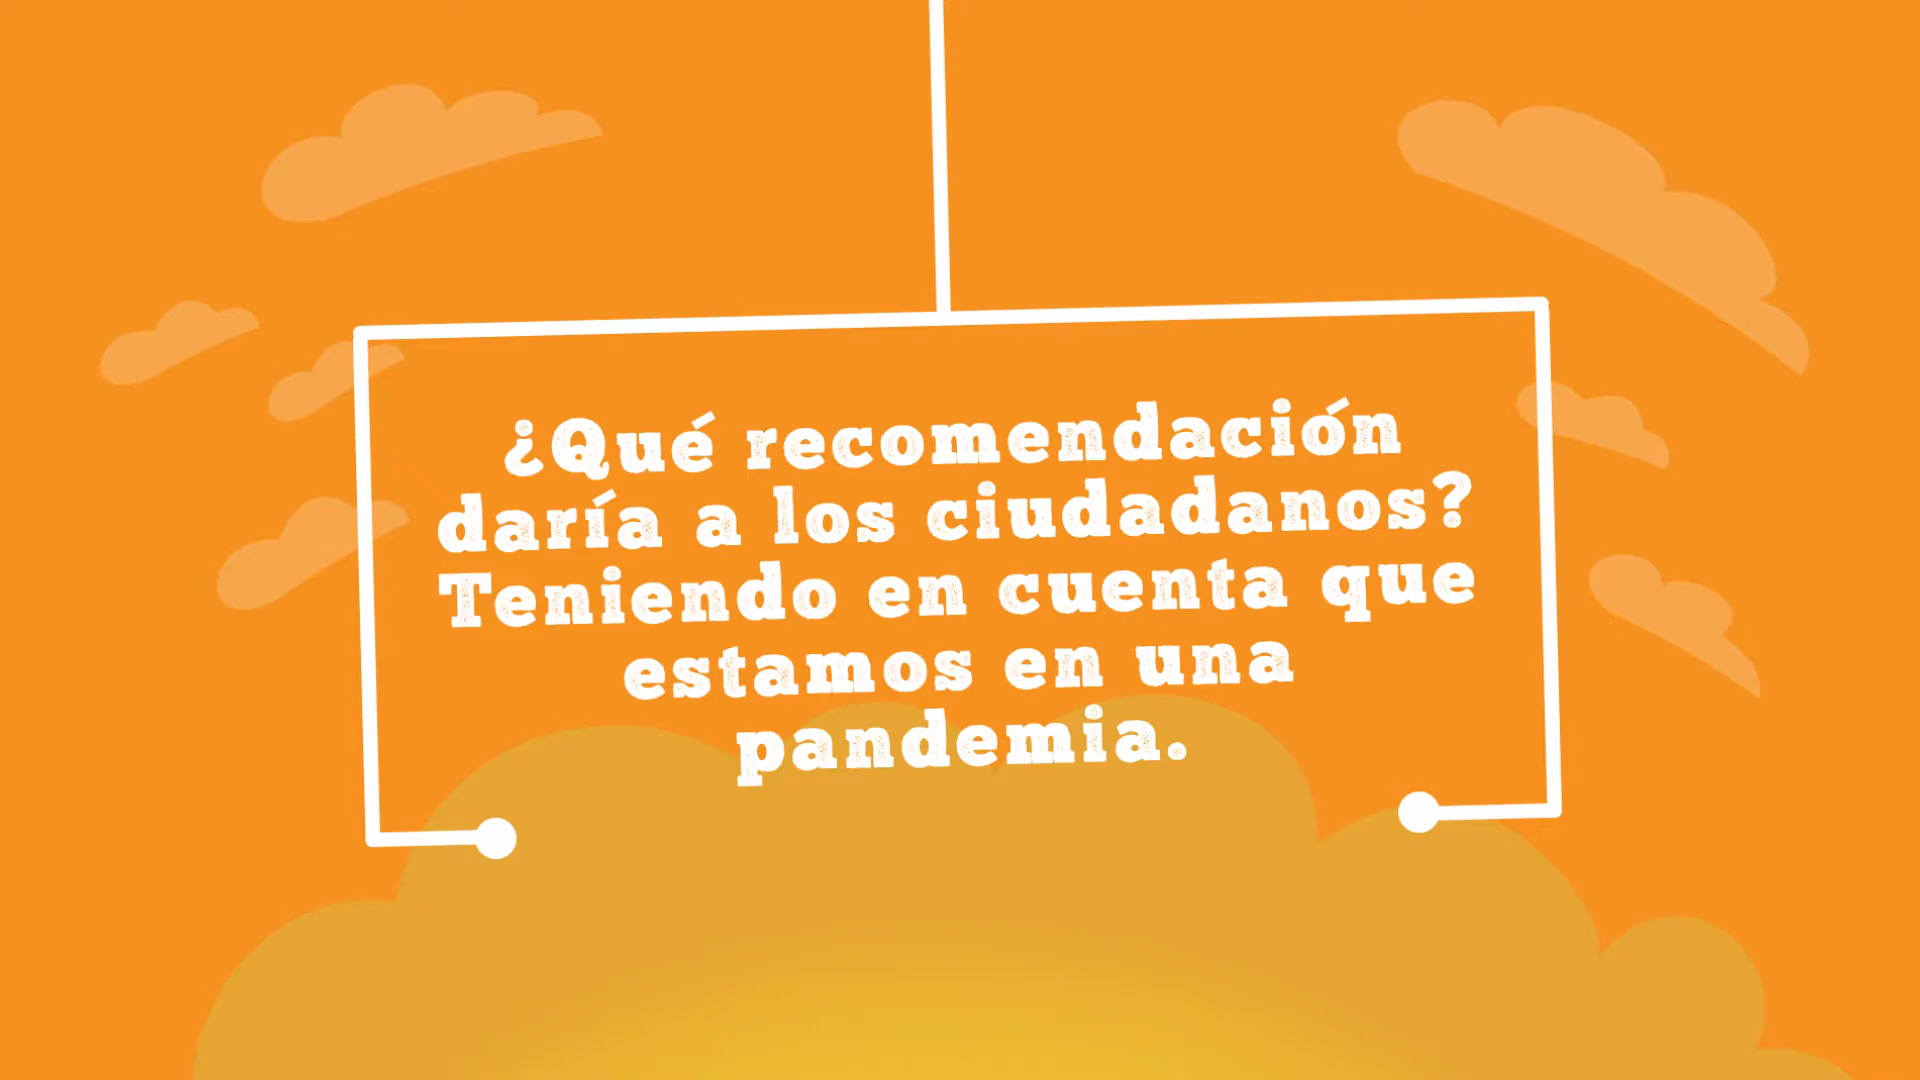 ¿Qué recomendación
daría a los ciudadanos?
Teniendo en cuenta que
estamos en una
pandemia.